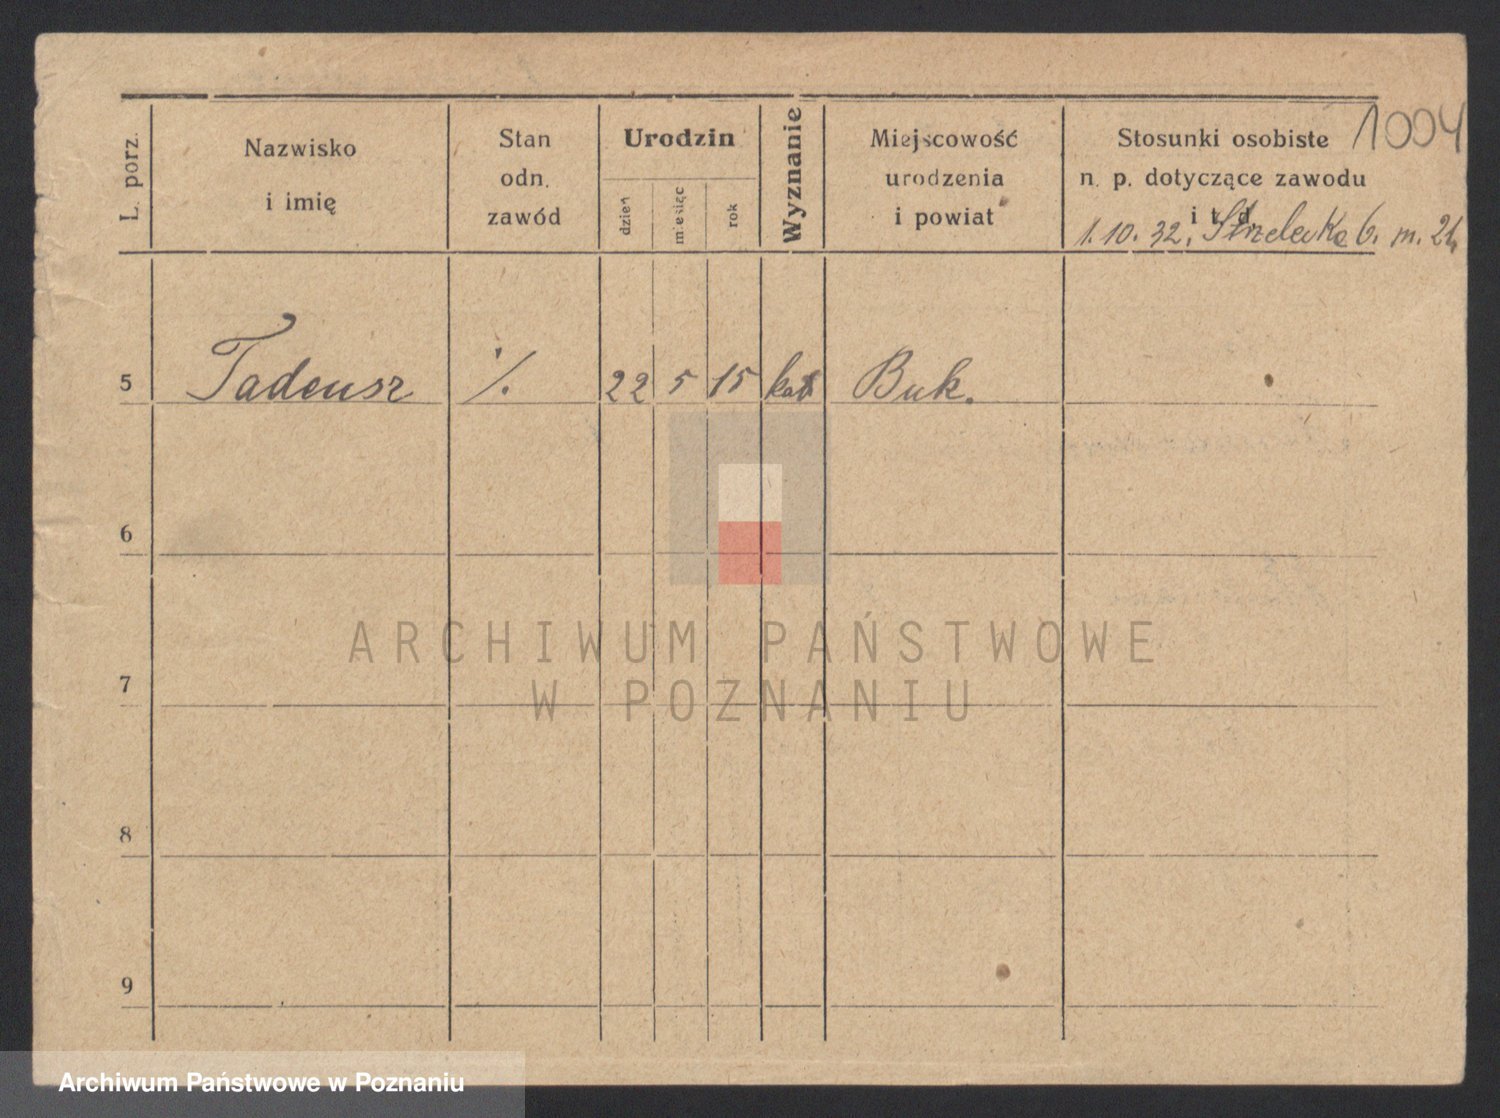 1004
L. porz.
Nazwisko
i imię
Stan
odn.
zawód
Urodzin
dzień
miesiąc
rok
Wyznanie
Miejscowość
urodzenia
i powiat
Stosunki osobiste
n. p. dotyczące zawodu
i t. d.
1. 10. 32. Strzelecka 6. m. 21.
5 Tadeusz ·/. 22 5 15 kat Buk.
6
7
8
9
ARCHIWUM PAŃSTWOWE
W POZNANIU
Archiwum Państwowe w Poznaniu